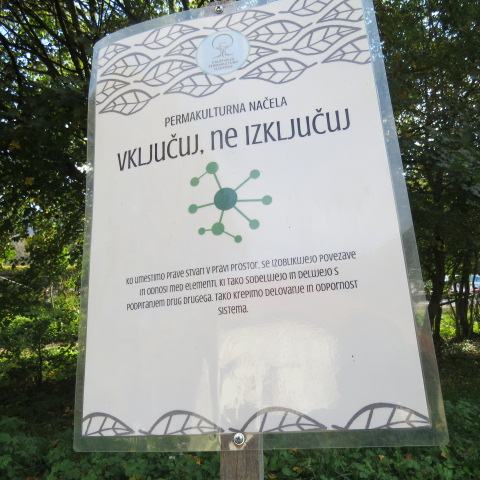 PERMAKULTURNA NAČELA
VKLJUČUJ, ne IZKLJUČUJ
KO UMESTIMO PRAVE STVARI V PRAVI PROSTOR, SE IZOBLIKUJEJO POVEZAVE
IN ODNOSI MED ELEMENTI, KI TAKO SODELUJEJO IN DELUJEJO S
PODPIRANJEM DRUG DRUGEGA. TAKO KREPIMO DELOVANJE IN ODPORNOST
SISTEMA.